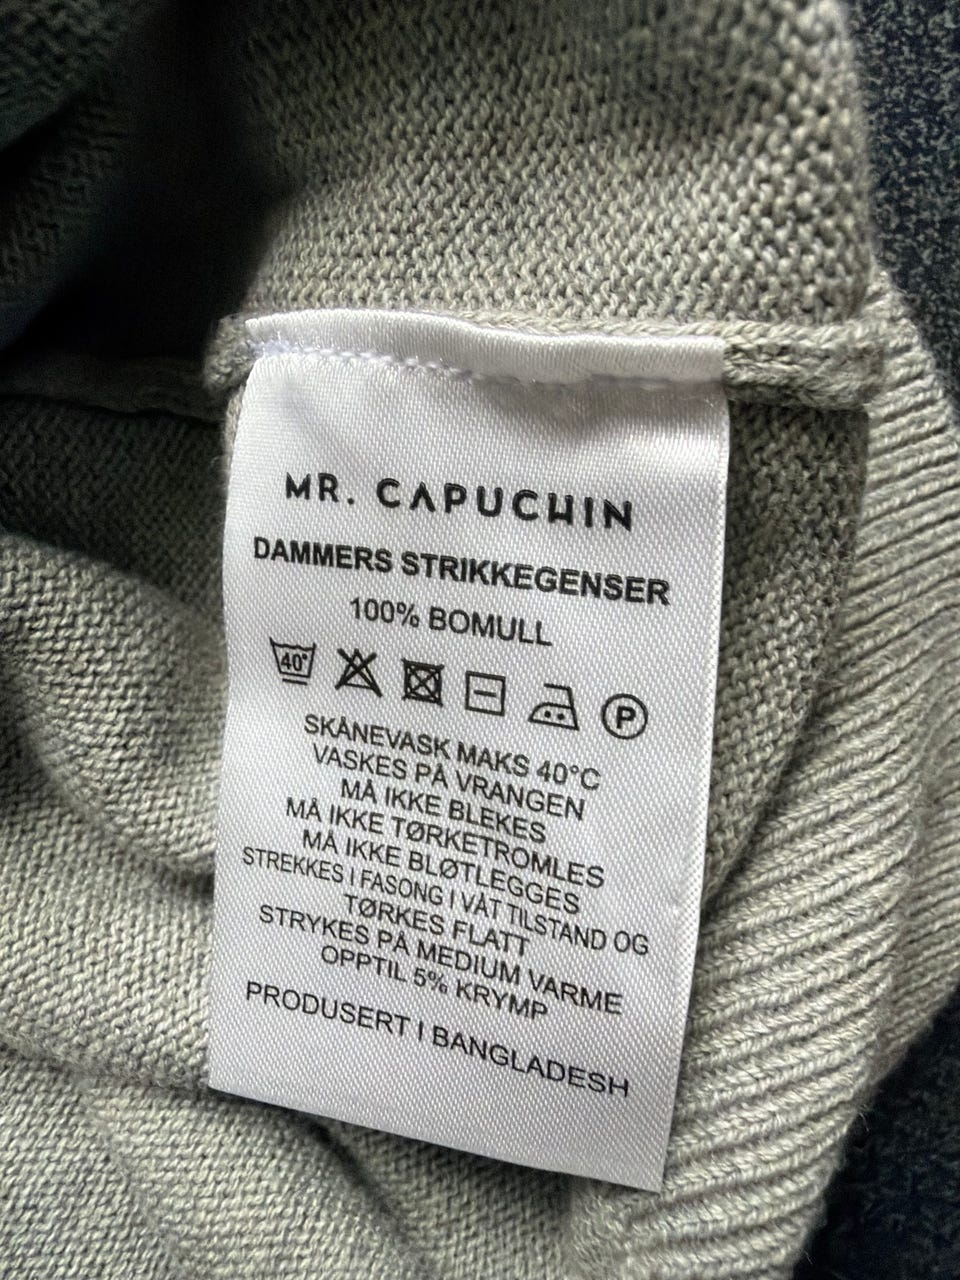 MR. CAPUCHIN
DAMMERS STRIKKEGENSER
100% BOMULL
40° P
SKÅNEVASK MAKS 40°C
VASKES PÅ VRANGEN
MÅ IKKE BLEKES
MÅ IKKE TØRKETROMLES
MÅ IKKE BLØTLEGGES
STREKKES I FASONG I VÅT TILSTAND OG
TØRKES FLATT
STRYKES PÅ MEDIUM VARME
OPPTIL 5% KRYMP
PRODUSERT I BANGLADESH